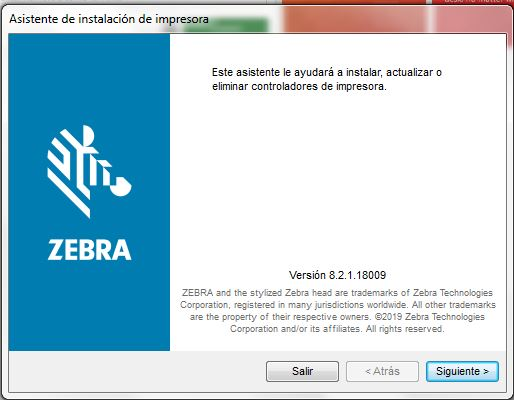 Asistente de instalación de impresora
Este asistente le ayudará a instalar, actualizar o
eliminar controladores de impresora.
ZEBRA
Versión 8.2.1.18009
ZEBRA and the stylized Zebra head are trademarks of Zebra Technologies
Corporation, registered in many jurisdictions worldwide. All other trademarks
are the property of their respective owners. ©2019 Zebra Technologies
Corporation and/or its affiliates. All rights reserved.
Salir
< Atrás
Siguiente >